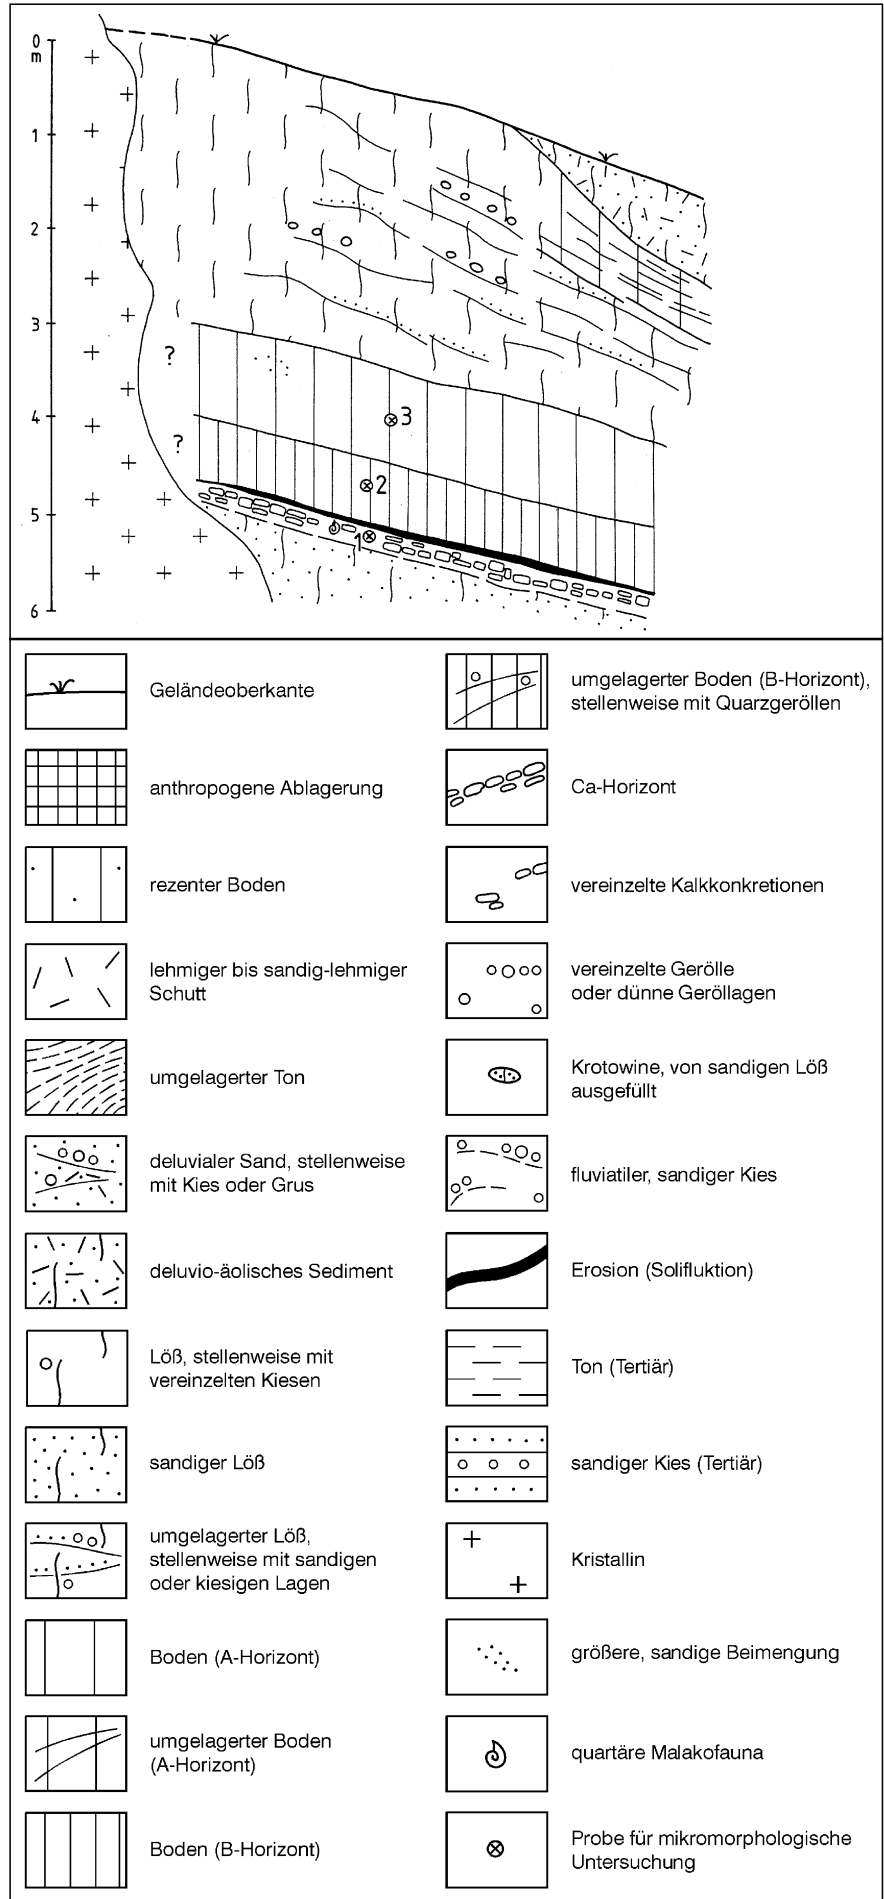 0
m
1
2
3
4
5
6
?
?
3
2
1
Geländeoberkante
anthropogene Ablagerung
rezenter Boden
lehmiger bis sandig-lehmiger
Schutt
umgelagerter Ton
deluvialer Sand, stellenweise
mit Kies oder Grus
deluvio-äolisches Sediment
Löß, stellenweise mit
vereinzelten Kiesen
sandiger Löß
umgelagerter Löß,
stellenweise mit sandigen
oder kiesigen Lagen
Boden (A-Horizont)
umgelagerter Boden
(A-Horizont)
Boden (B-Horizont)
umgelagerter Boden (B-Horizont),
stellenweise mit Quarzgeröllen
Ca-Horizont
vereinzelte Kalkkonkretionen
vereinzelte Gerölle
oder dünne Geröllagen
Krotowine, von sandigen Löß
ausgefüllt
fluviatiler, sandiger Kies
Erosion (Solifluktion)
Ton (Tertiär)
sandiger Kies (Tertiär)
Kristallin
größere, sandige Beimengung
quartäre Malakofauna
Probe für mikromorphologische
Untersuchung